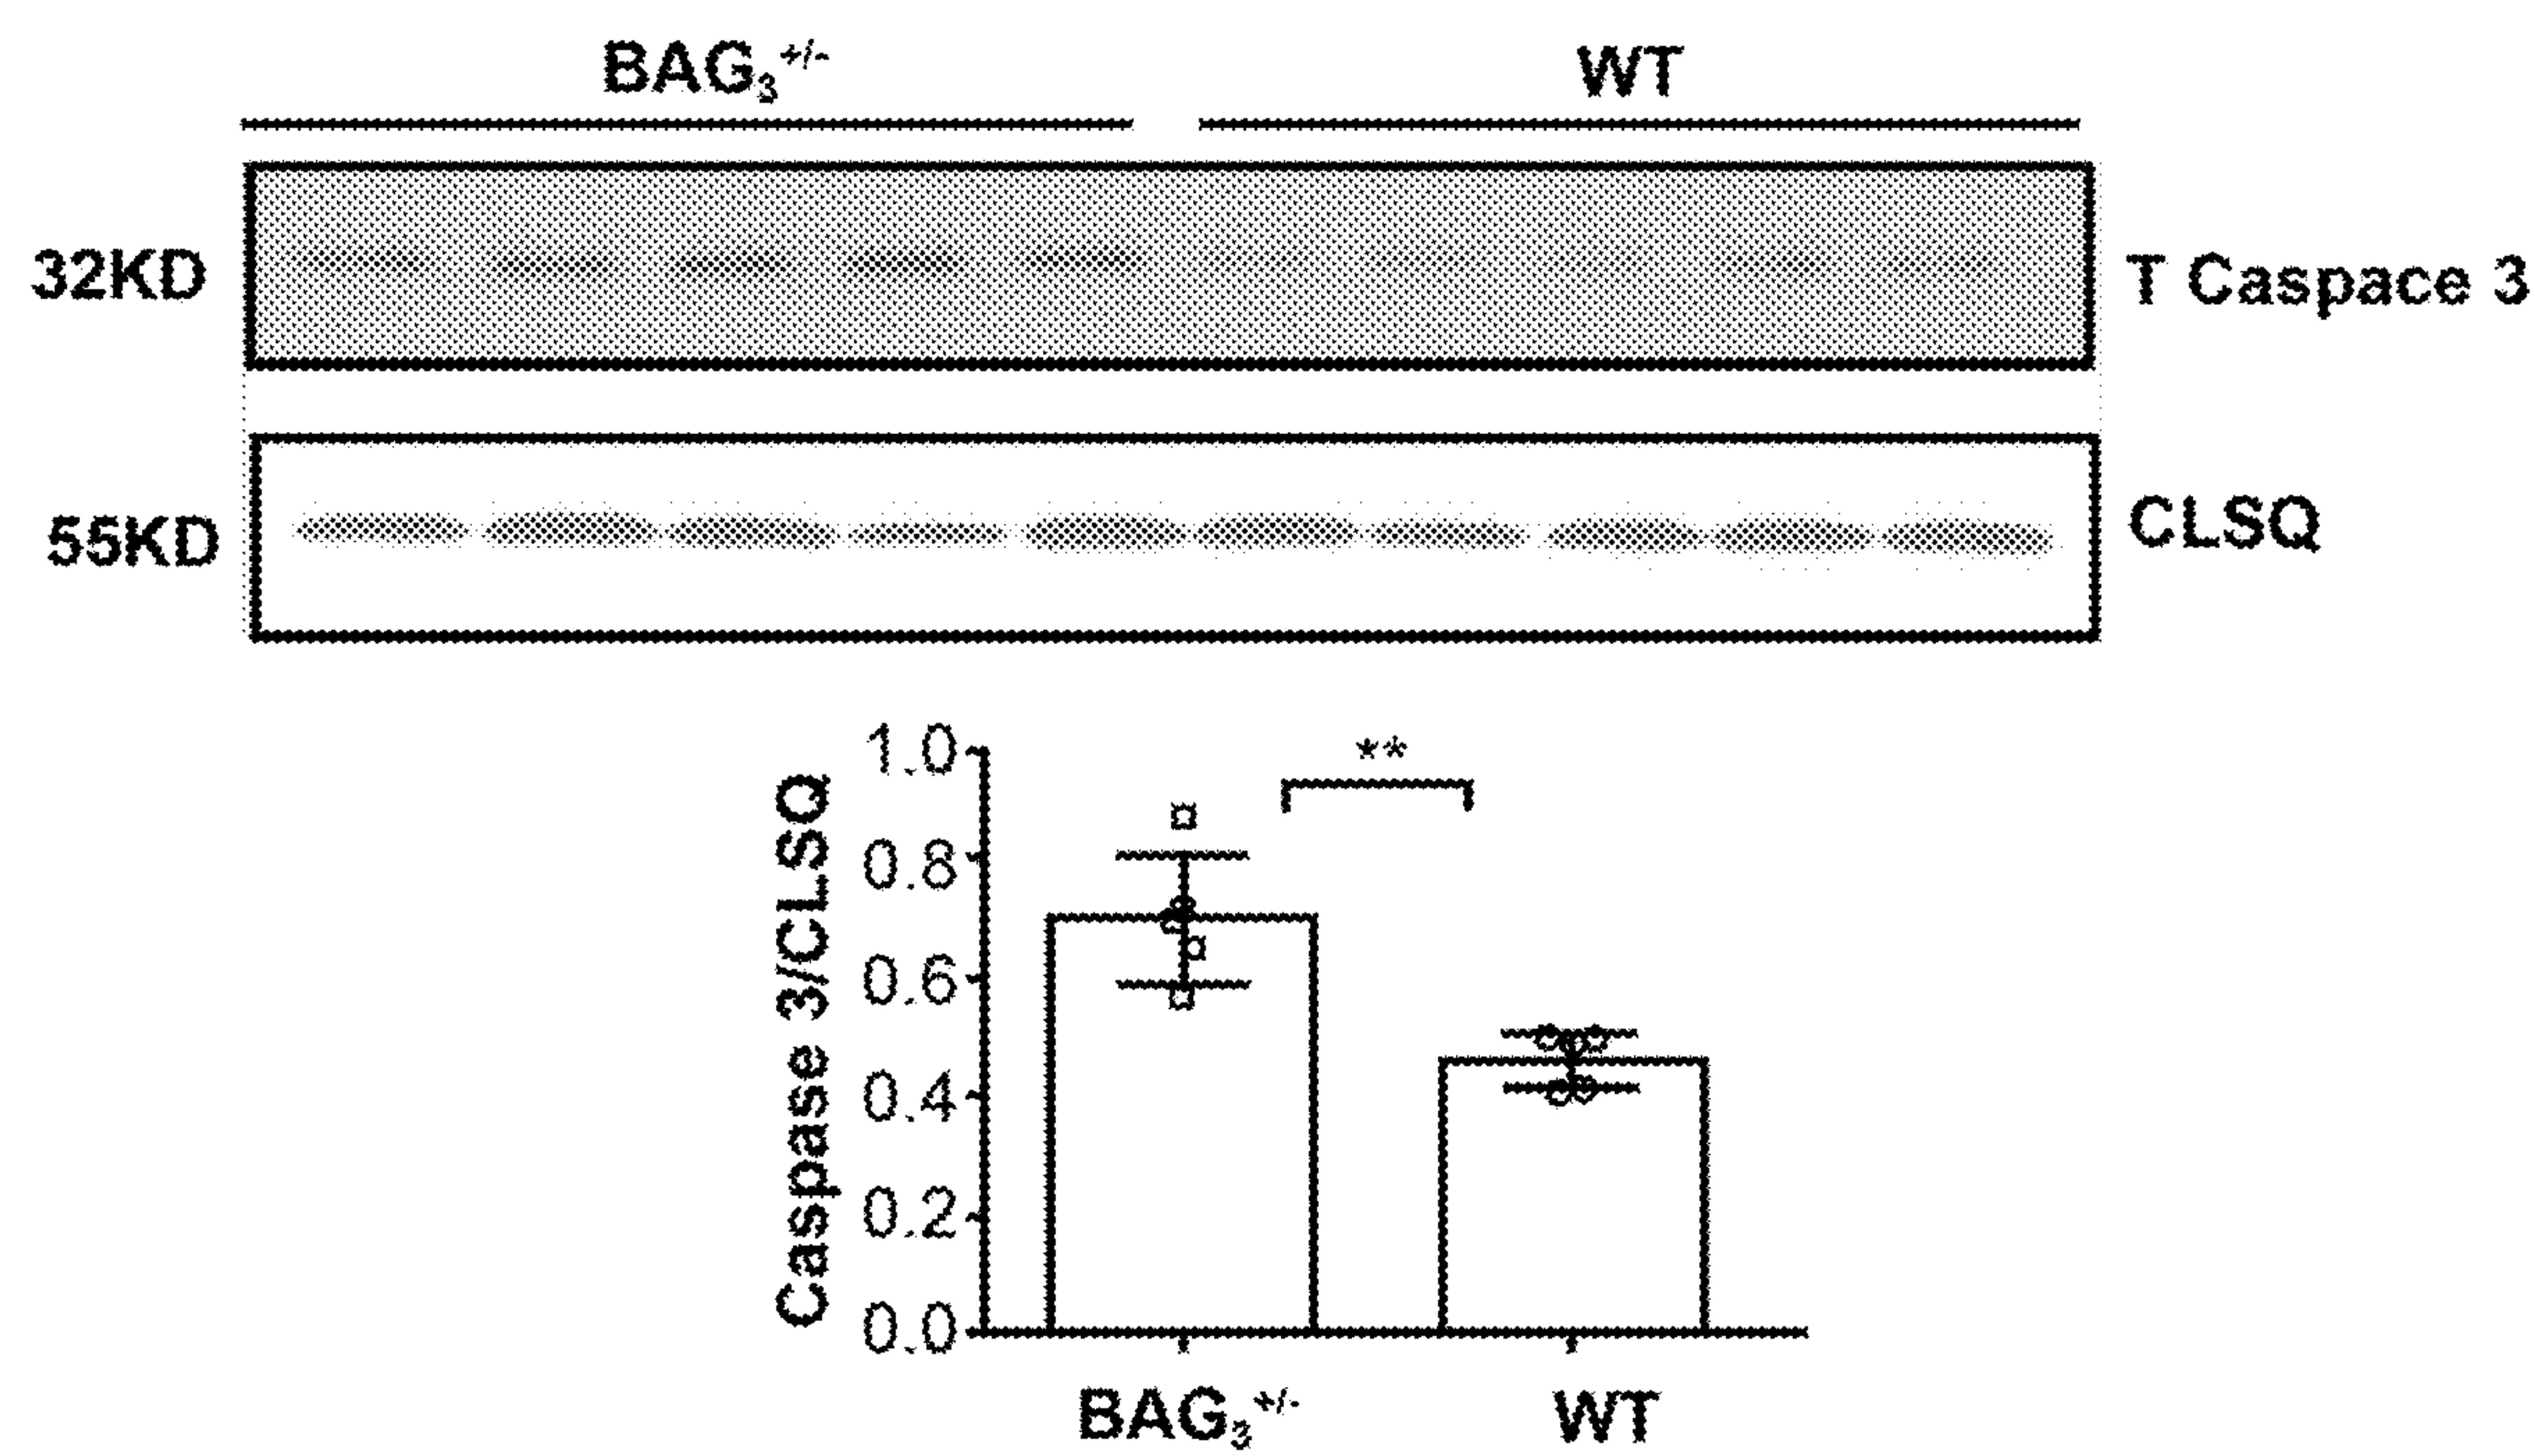 BAG3+/- WT
32KD T Caspace 3
55KD CLSQ
**
Caspase 3/CLSQ
1.0
0.8
0.6
0.4
0.2
0.0
BAG3+/- WT